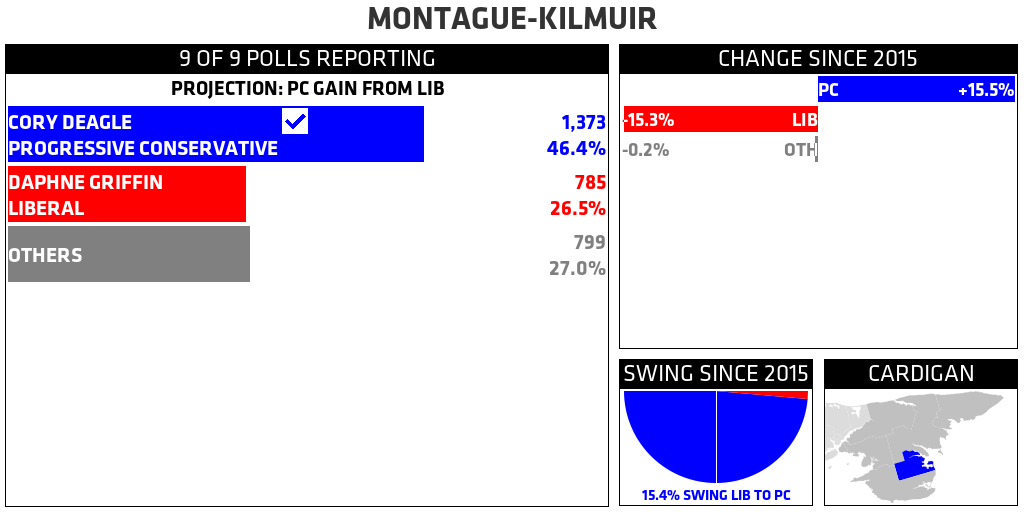 MONTAGUE-KILMUIR
9 OF 9 POLLS REPORTING
PROJECTION: PC GAIN FROM LIB
CORY DEAGLE 1,373
PROGRESSIVE CONSERVATIVE 46.4%
DAPHNE GRIFFIN 785
LIBERAL 26.5%
OTHERS 799
27.0%
CHANGE SINCE 2015
PC +15.5%
-15.3% LIB
-0.2% OTH
SWING SINCE 2015
15.4% SWING LIB TO PC
CARDIGAN